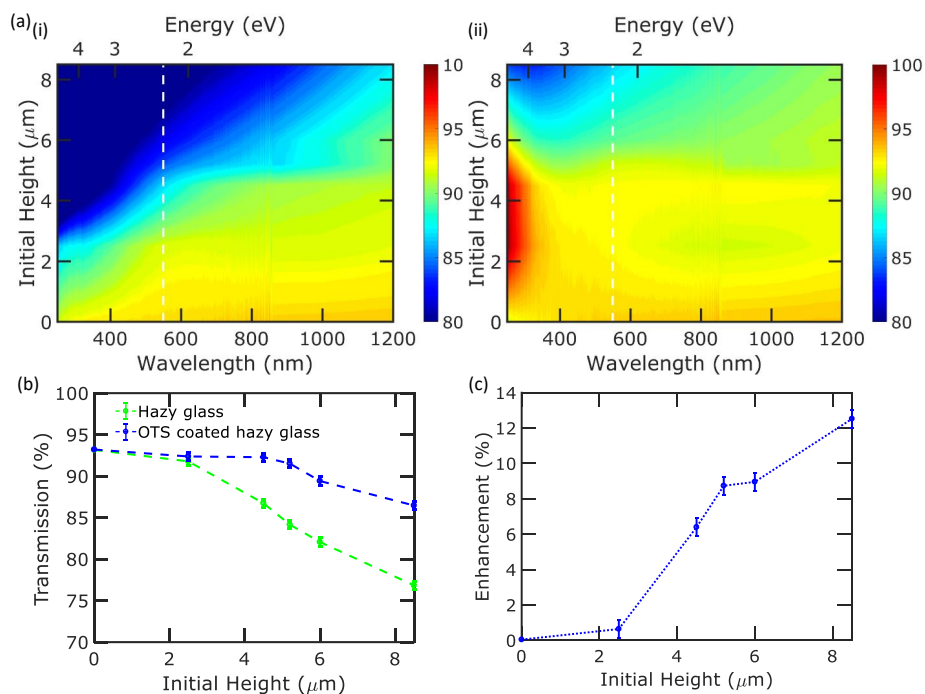 (a) (i) Energy (eV)
4 3 2
Initial Height (μm)
8
6
4
2
0
400 600 800 1000 1200
Wavelength (nm)
10
95
90
85
80
(ii) Energy (eV)
4 3 2
Initial Height (μm)
8
6
4
2
0
400 600 800 1000 1200
Wavelength (nm)
100
95
90
85
80
(b)
Transmission (%)
100
95
90
85
80
75
70
Hazy glass
OTS coated hazy glass
0 2 4 6 8
Initial Height (μm)
(c)
Enhancement (%)
14
12
10
8
6
4
2
0
0 2 4 6 8
Initial Height (μm)